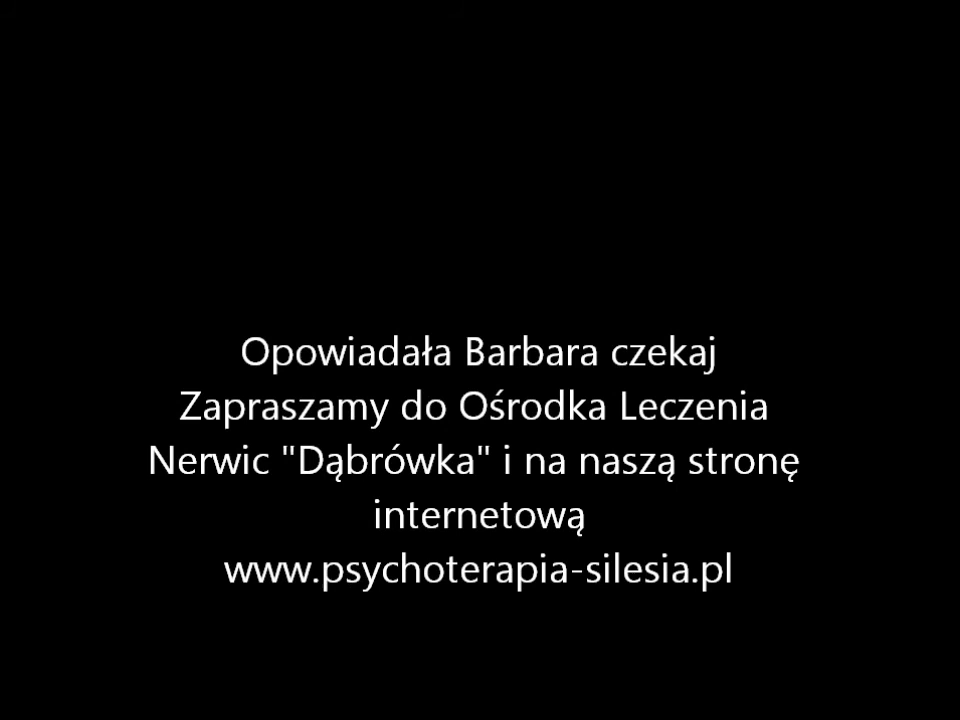 Opowiadała Barbara czekaj
Zapraszamy do Ośrodka Leczenia
Nerwic "Dąbrówka" i na naszą stronę
internetową
www.psychoterapia-silesia.pl